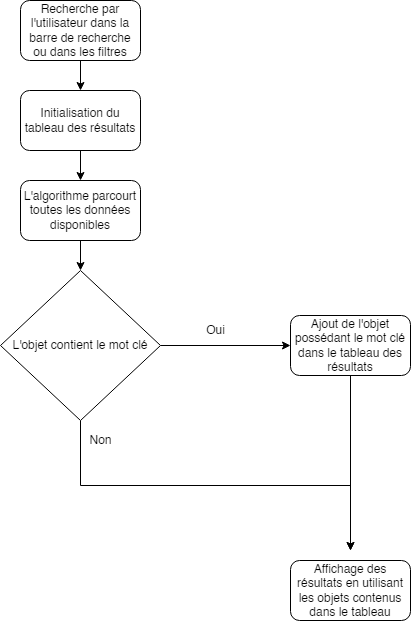 Recherche par
l'utilisateur dans la
barre de recherche
ou dans les filtres
Initialisation du
tableau des résultats
L'algorithme parcourt
toutes les données
disponibles
L'objet contient le mot clé
Oui
Ajout de l'objet
possédant le mot clé
dans le tableau des
résultats
Non
Affichage des
résultats en utilisant
les objets contenus
dans le tableau